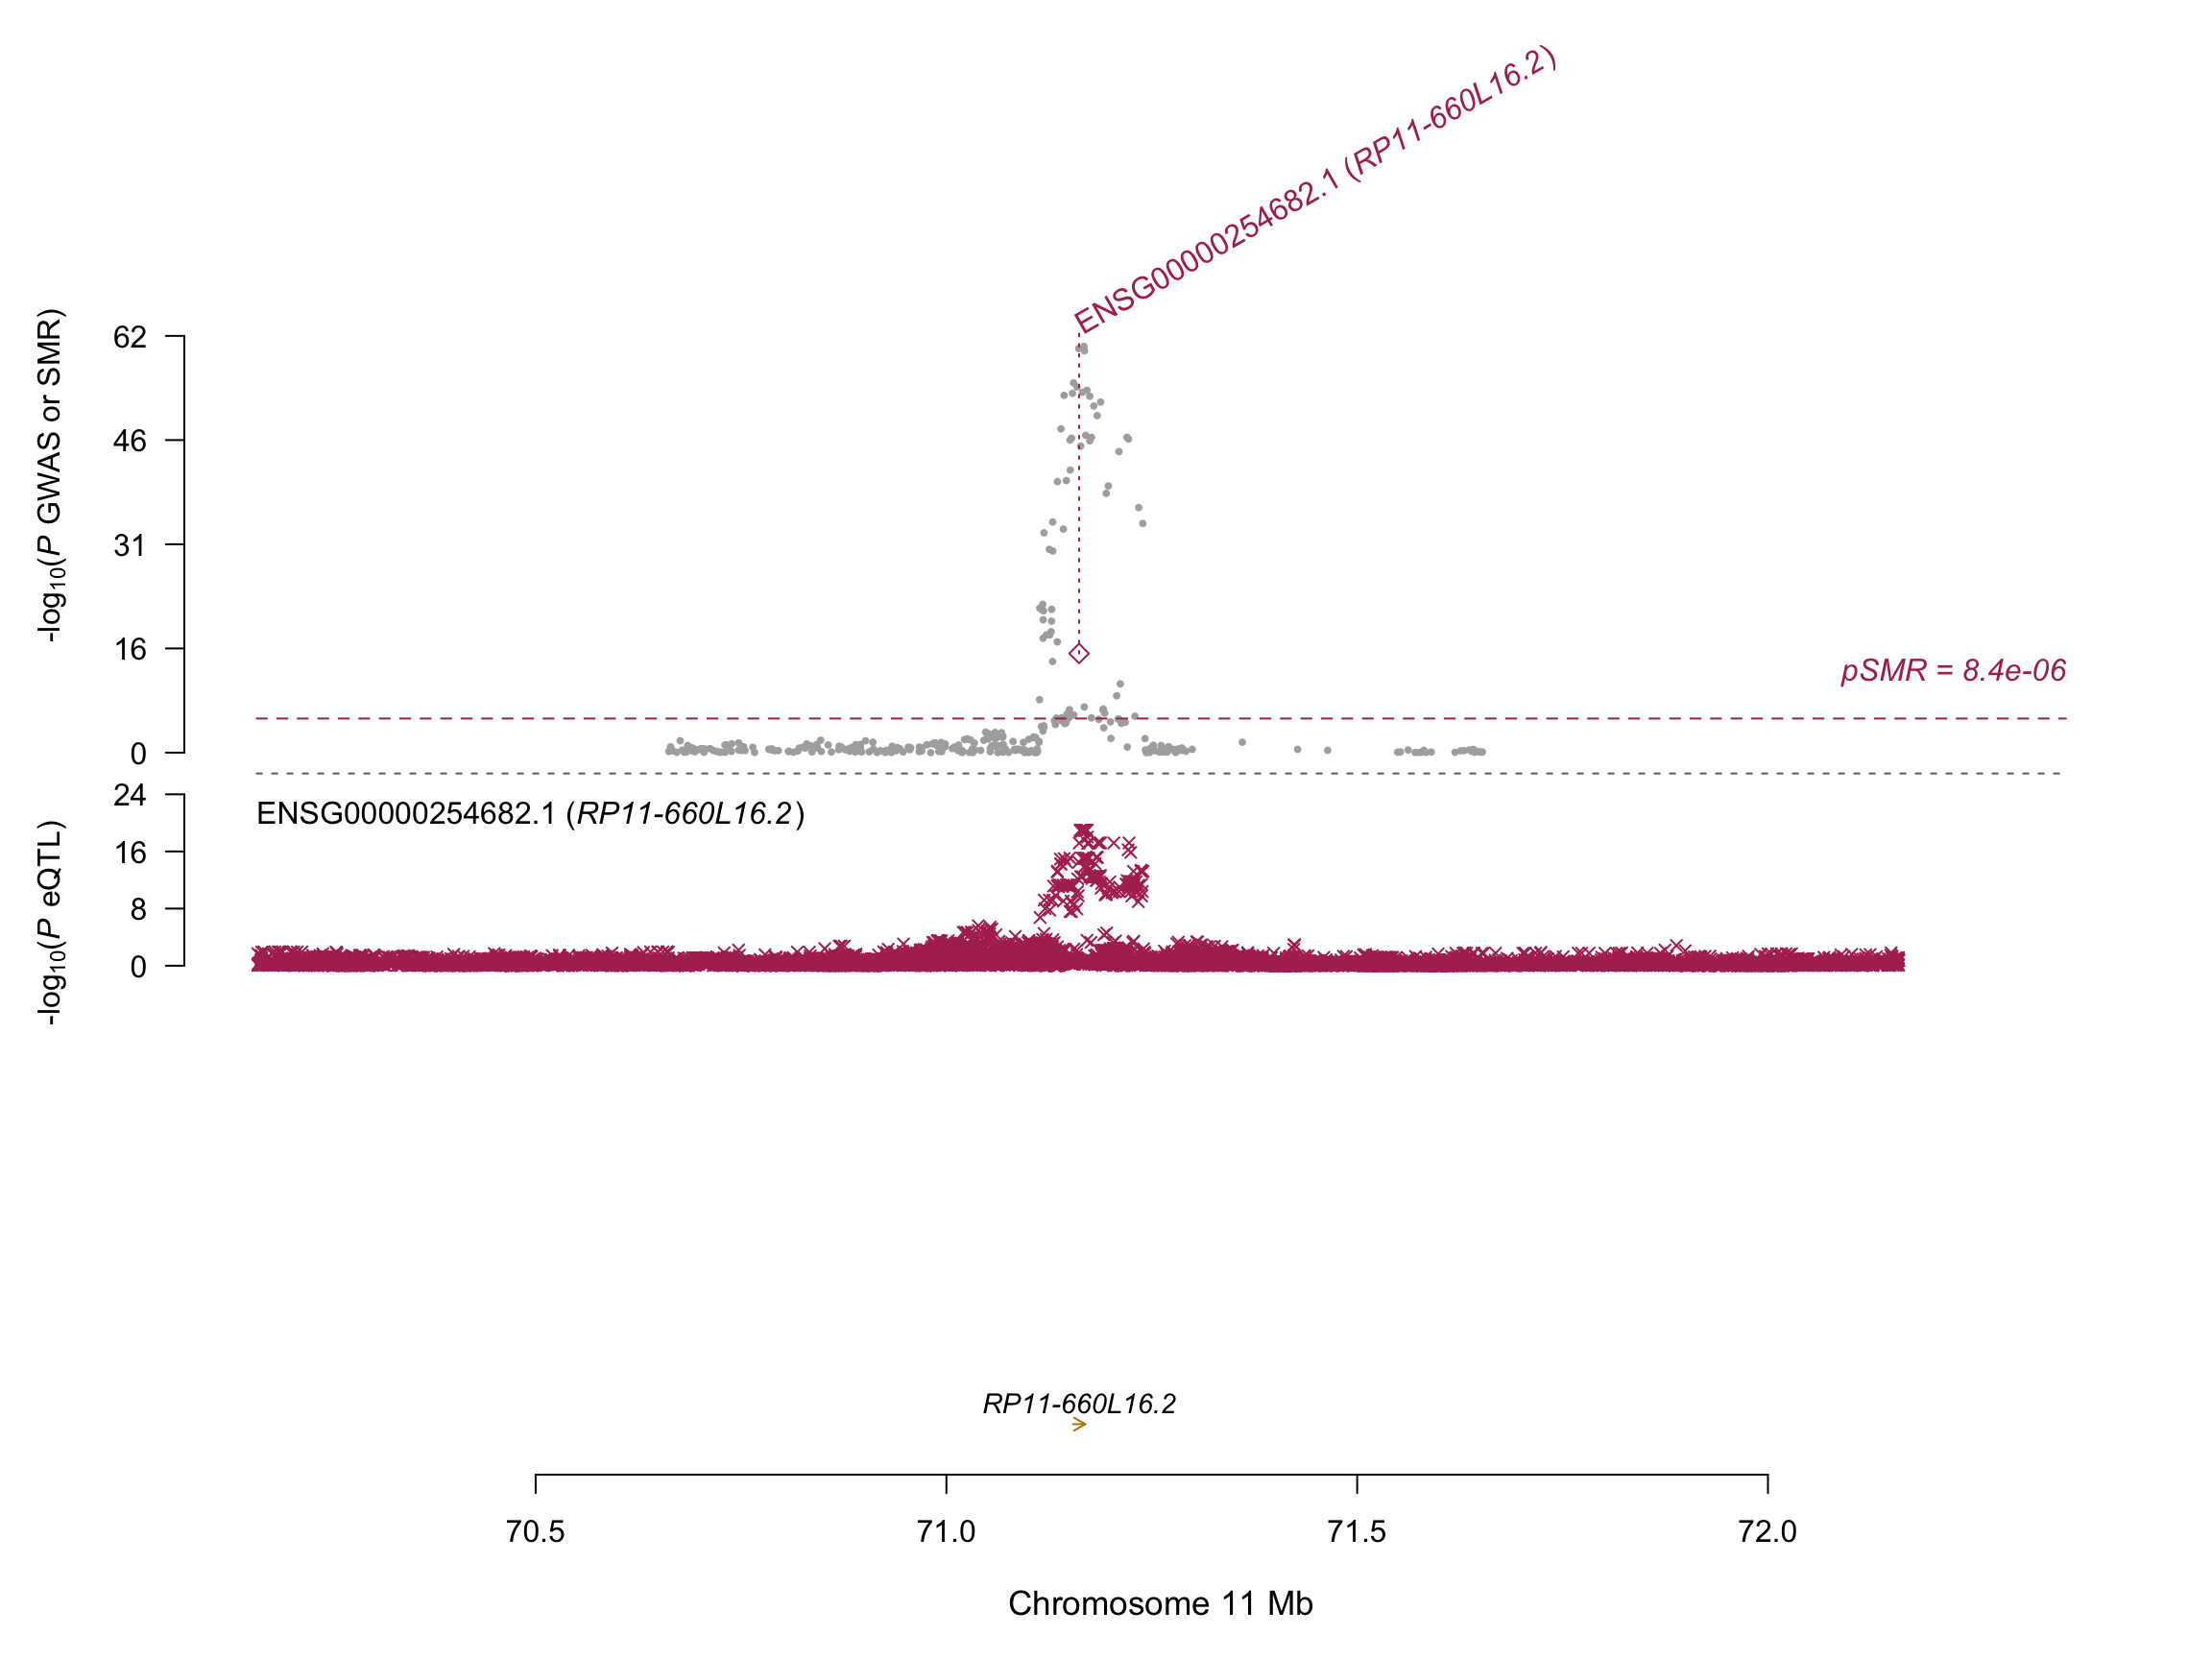 ENSG00000254682.1 (RP11-660L16.2)
-log10(P GWAS or SMR)
62
46
31
16
0
pSMR = 8.4e-06
-log10(P eQTL)
24
16
8
0
ENSG00000254682.1 (RP11-660L16.2)
RP11-660L16.2
70.5 71.0 71.5 72.0
Chromosome 11 Mb